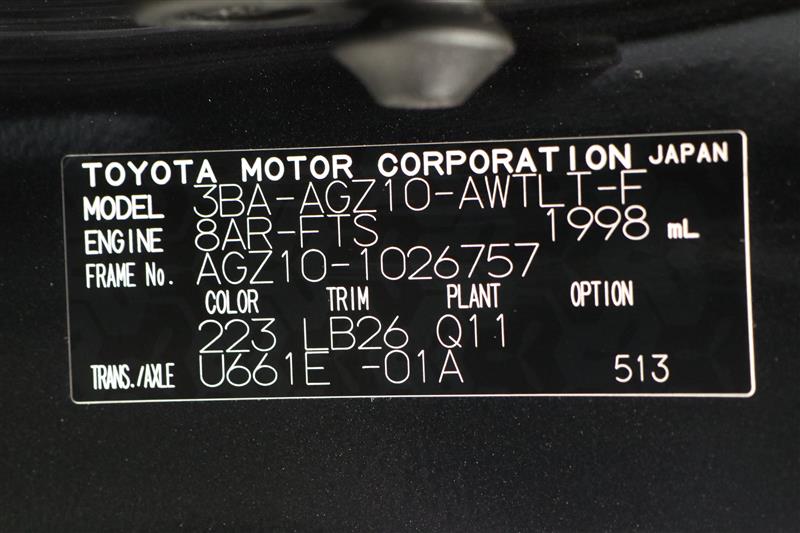 TOYOTA MOTOR CORPORATION JAPAN
MODEL 3BA-AGZ10-AWTLT-F
ENGINE 8AR-FTS 1998 mL
FRAME No. AGZ10-1026757
COLOR TRIM PLANT OPTION
223 LB26 Q11
TRANS./AXLE U661E -01A 513